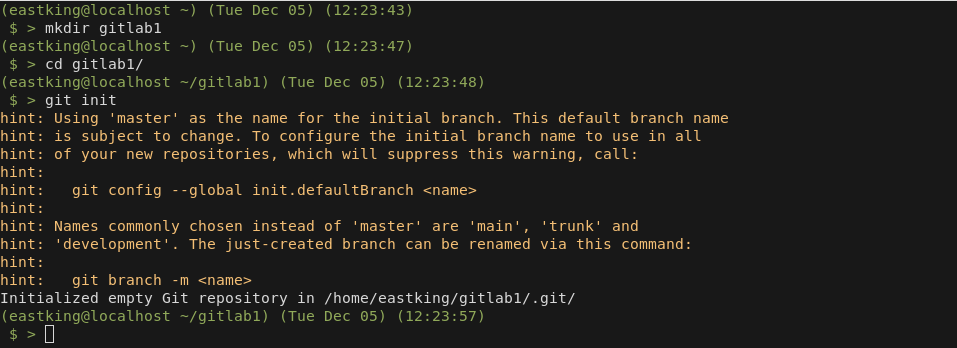 (eastking@localhost ~) (Tue Dec 05) (12:23:43)
$ > mkdir gitlab1
(eastking@localhost ~) (Tue Dec 05) (12:23:47)
$ > cd gitlab1/
(eastking@localhost ~/gitlab1) (Tue Dec 05) (12:23:48)
$ > git init
hint: Using 'master' as the name for the initial branch. This default branch name
hint: is subject to change. To configure the initial branch name to use in all
hint: of your new repositories, which will suppress this warning, call:
hint:
hint:   git config --global init.defaultBranch <name>
hint:
hint: Names commonly chosen instead of 'master' are 'main', 'trunk' and
hint: 'development'. The just-created branch can be renamed via this command:
hint:
hint:   git branch -m <name>
Initialized empty Git repository in /home/eastking/gitlab1/.git/
(eastking@localhost ~/gitlab1) (Tue Dec 05) (12:23:57)
$ >